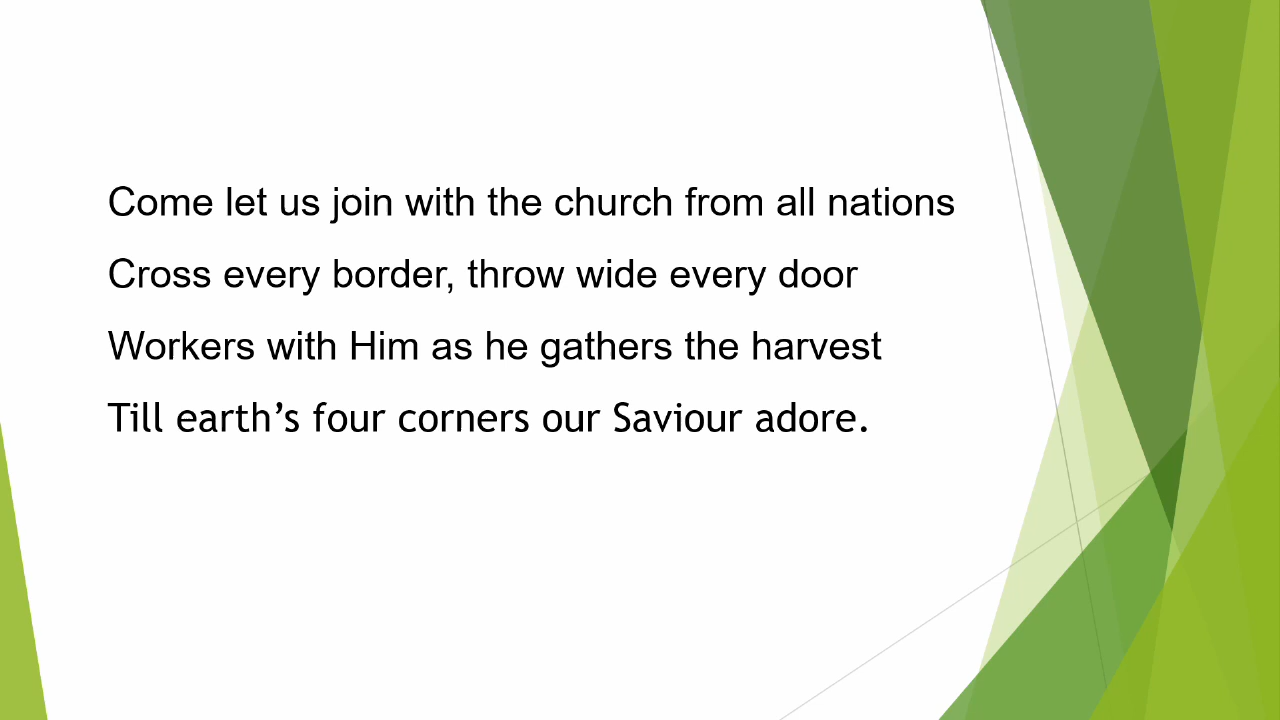 Come let us join with the church from all nations
Cross every border, throw wide every door
Workers with Him as he gathers the harvest
Till earth’s four corners our Saviour adore.